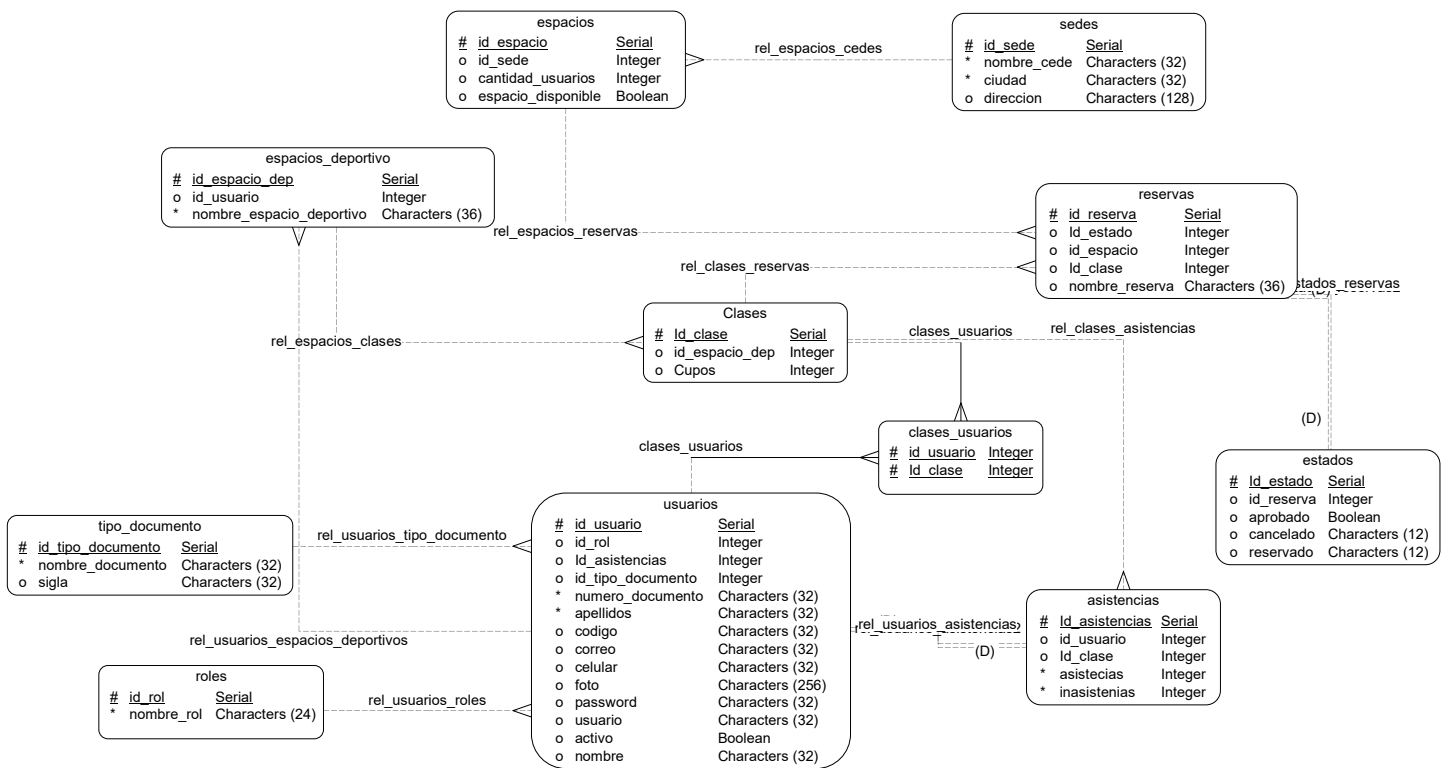 espacios
# id_espacio Serial
o id_sede Integer
o cantidad_usuarios Integer
o espacio_disponible Boolean
rel_espacios_cedes
sedes
# id_sede Serial
* nombre_cede Characters (32)
* ciudad Characters (32)
o direccion Characters (128)
espacios_deportivo
# id_espacio_dep Serial
o id_usuario Integer
* nombre_espacio_deportivo Characters (36)
rel_espacios_reservas
reservas
# id_reserva Serial
o Id_estado Integer
o id_espacio Integer
o Id_clase Integer
o nombre_reserva Characters (36)
rel_clases_reservas
stados_reservas
Clases
# Id_clase Serial
o id_espacio_dep Integer
o Cupos Integer
rel_espacios_clases
clases_usuarios
rel_clases_asistencias
(D)
clases_usuarios
# id_usuario Integer
# Id_clase Integer
clases_usuarios
estados
# Id_estado Serial
o id_reserva Integer
o aprobado Boolean
o cancelado Characters (12)
o reservado Characters (12)
usuarios
# id_usuario Serial
o id_rol Integer
o Id_asistencias Integer
o id_tipo_documento Integer
* numero_documento Characters (32)
* apellidos Characters (32)
o codigo Characters (32)
o correo Characters (32)
o celular Characters (32)
o foto Characters (256)
o password Characters (32)
o usuario Characters (32)
o activo Boolean
o nombre Characters (32)
tipo_documento
# id_tipo_documento Serial
* nombre_documento Characters (32)
o sigla Characters (32)
rel_usuarios_tipo_documento
rel_usuarios_espacios_deportivos
rel_usuarios_asistencias
(D)
asistencias
# Id_asistencias Serial
o id_usuario Integer
o Id_clase Integer
* asistecias Integer
* inasistenias Integer
roles
# id_rol Serial
* nombre_rol Characters (24)
rel_usuarios_roles